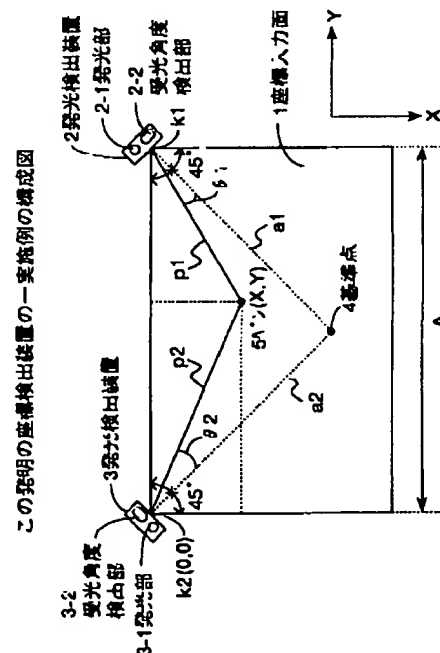 この発明の座標検出装置の一実施例の構成図
3発光検出装置
3-2
受光角度
検出部
3-1発光部
k2(0,0)
45°
θ2
p2
a2
2発光検出装置
2-1発光部
2-2
受光角度
検出部
k1
45°
θ1
p1
a1
5ペン(X,Y)
4基準点
1座標入力面
A
Y
X